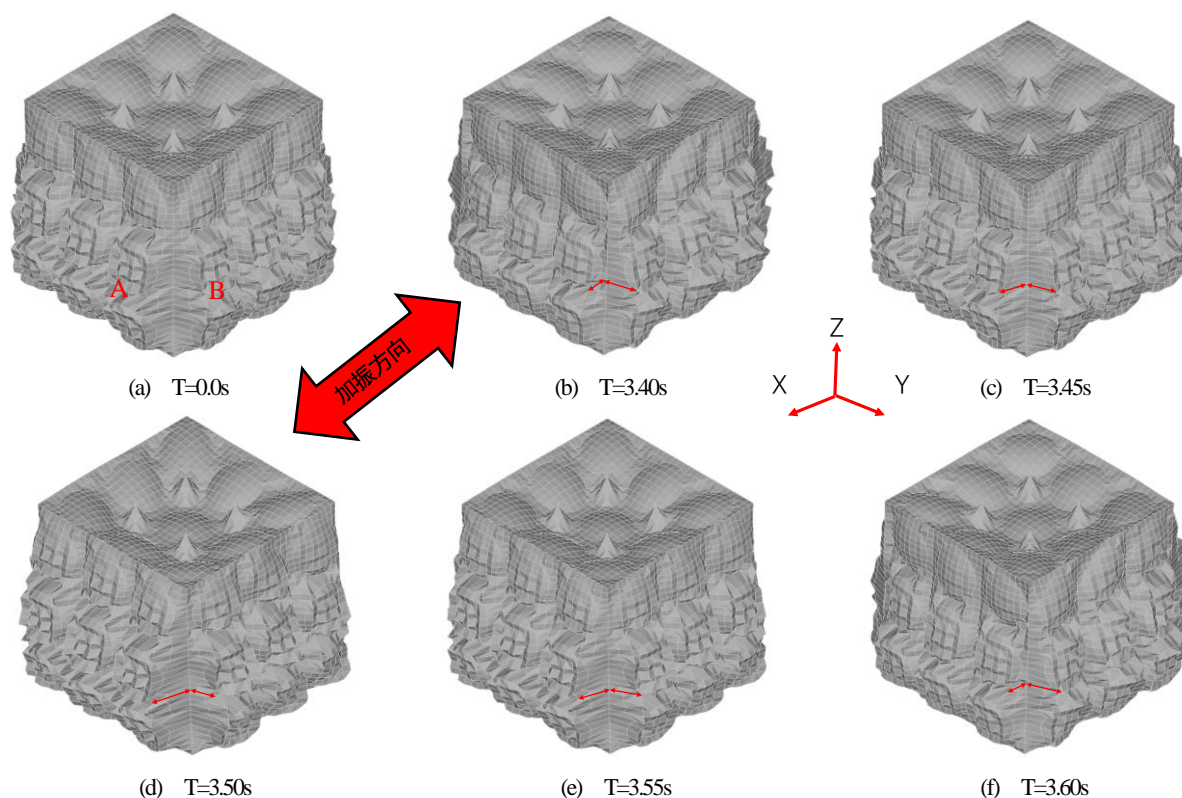 A
B
加振方向
(a) T=0.0s
(b) T=3.40s
Z
X
Y
(c) T=3.45s
(d) T=3.50s
(e) T=3.55s
(f) T=3.60s